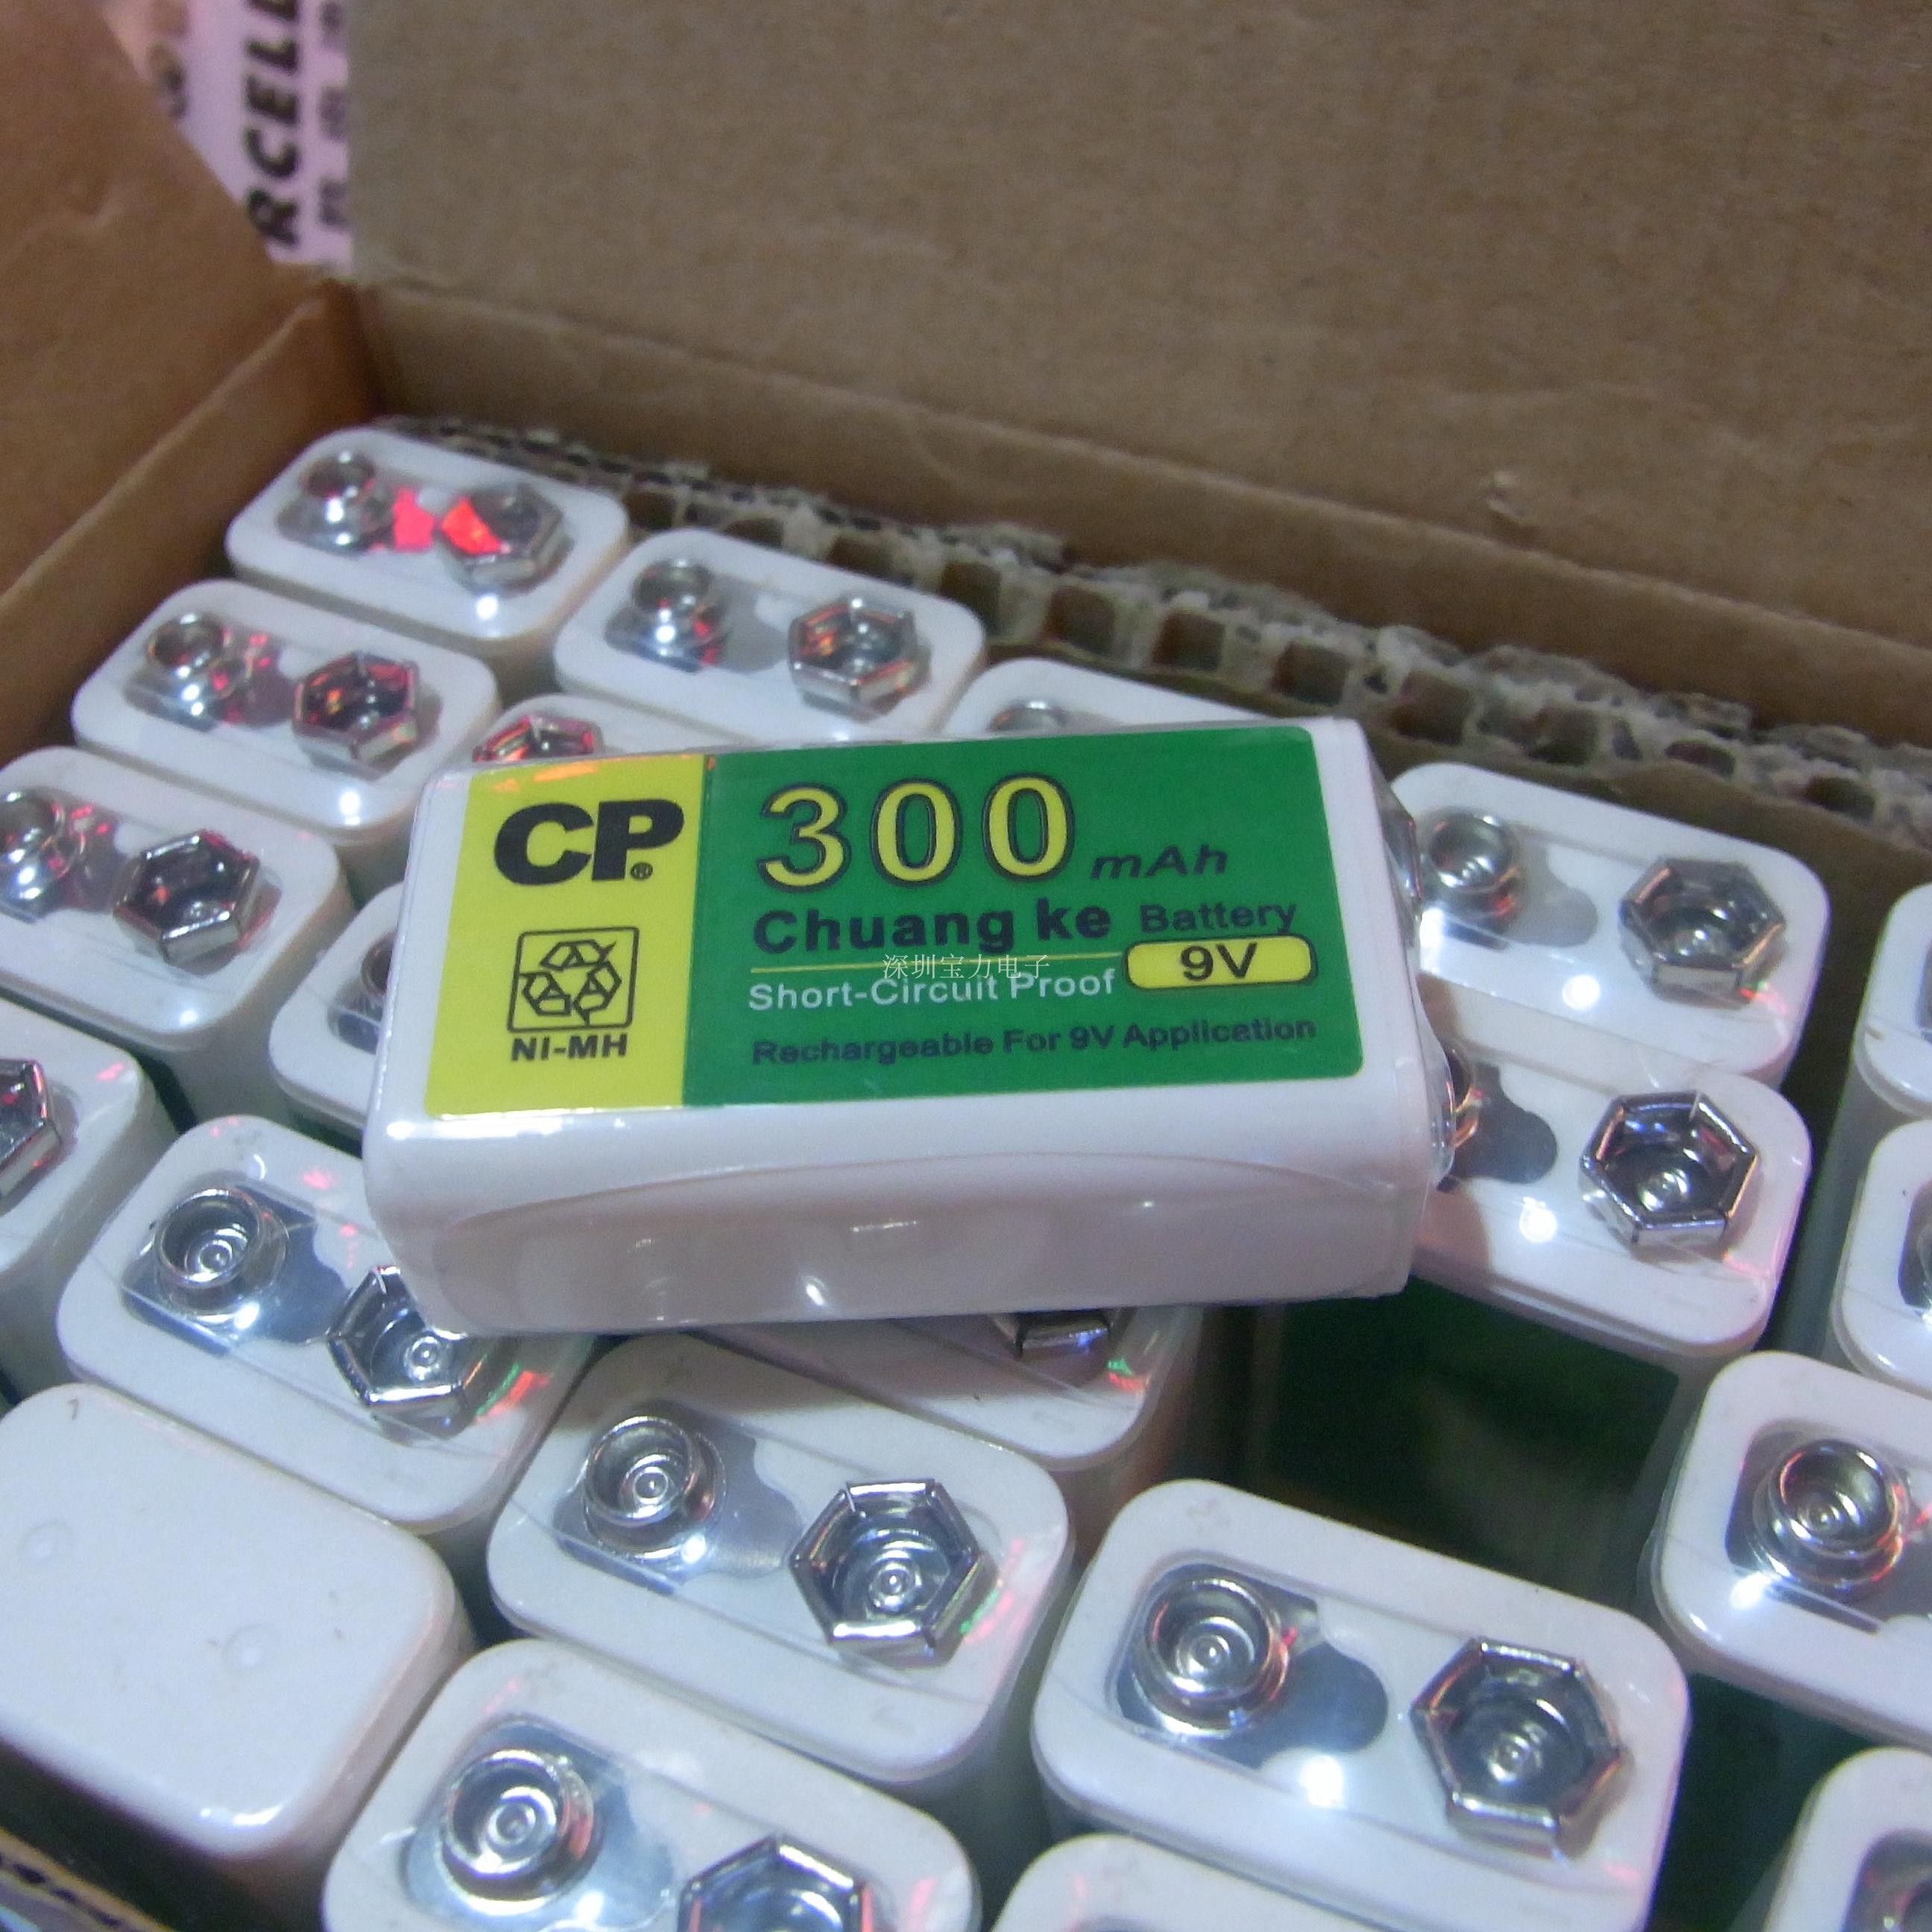 RCELL
CP®
300 mAh
Chuang ke Battery
深圳宝力电子
9V
Short-Circuit Proof
NI-MH
Rechargeable For 9V Application